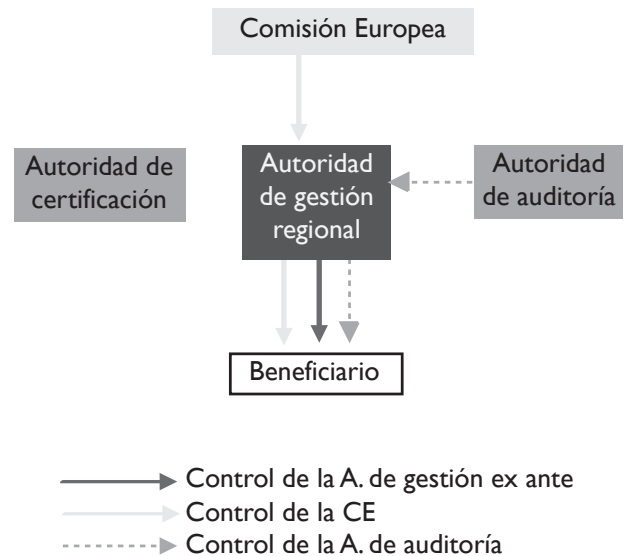 Comisión Europea
Autoridad de
certificación
Autoridad
de gestión
regional
Autoridad
de auditoría
Beneficiario
Control de la A. de gestión ex ante
Control de la CE
Control de la A. de auditoría